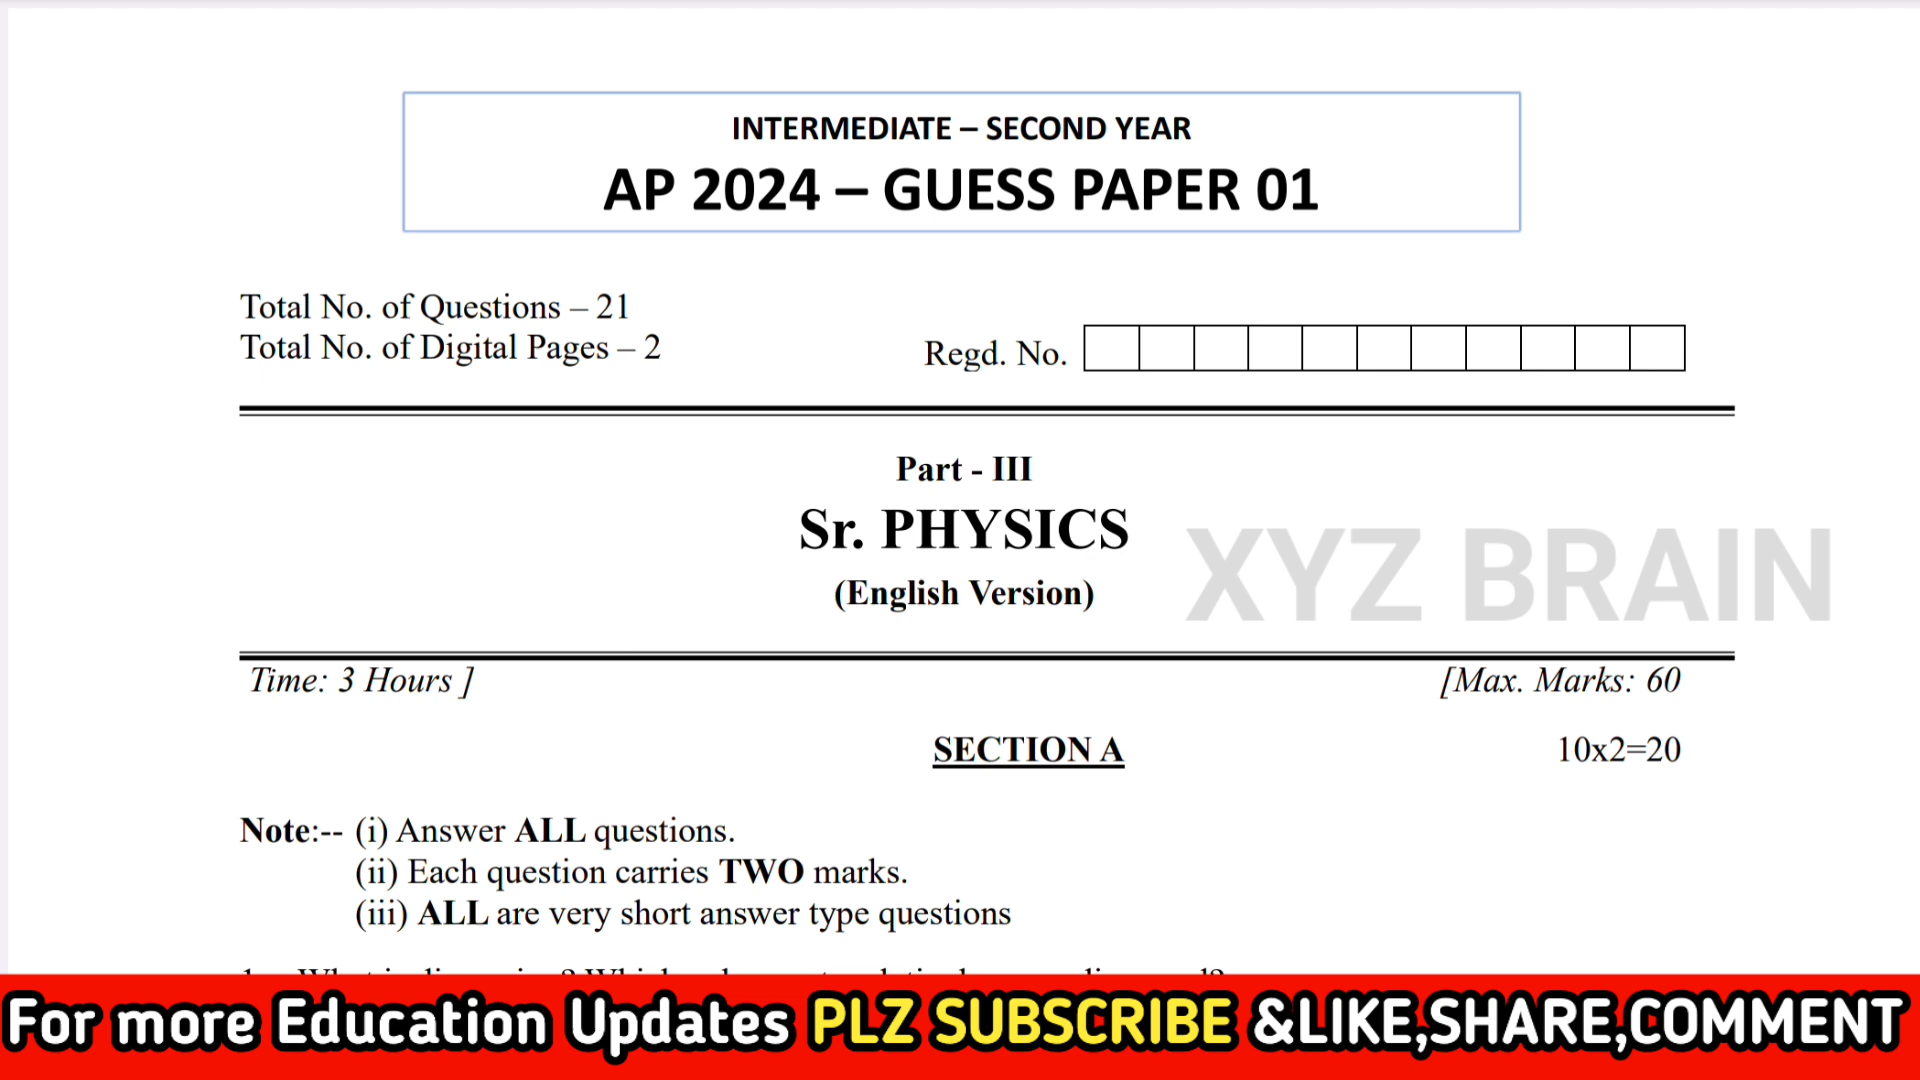 INTERMEDIATE – SECOND YEAR
AP 2024 – GUESS PAPER 01
Total No. of Questions – 21
Total No. of Digital Pages – 2
Regd. No.
Part - III
Sr. PHYSICS
(English Version)
XYZ BRAIN
Time: 3 Hours ]
[Max. Marks: 60
SECTION A
10x2=20
Note:-- (i) Answer ALL questions.
(ii) Each question carries TWO marks.
(iii) ALL are very short answer type questions
For more Education Updates PLZ SUBSCRIBE &LIKE,SHARE,COMMENT